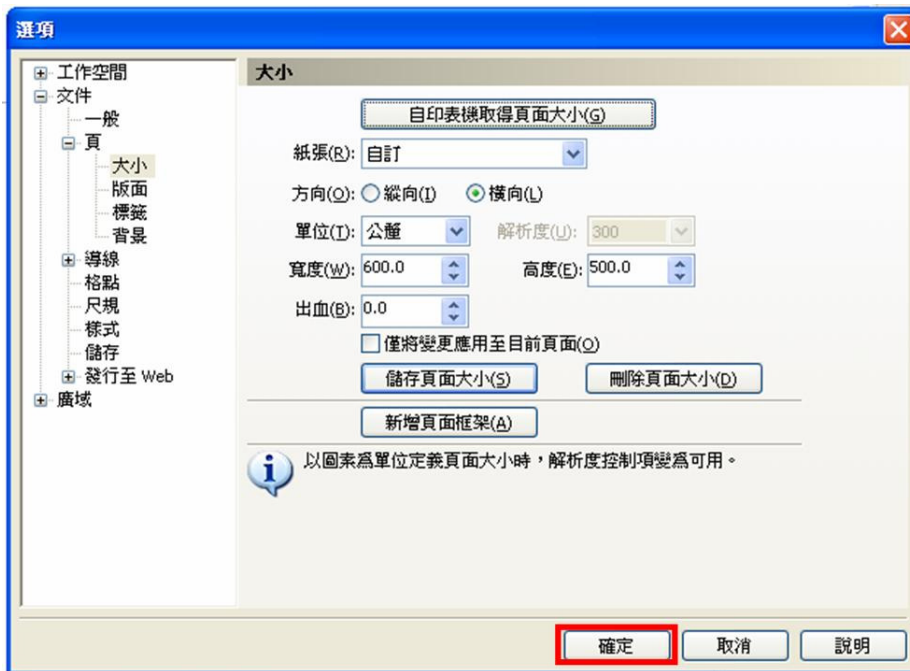 選項
工作空間
文件
一般
頁
大小
版面
標籤
背景
導線
格點
尺規
樣式
儲存
發行至 Web
廣域
大小
自印表機取得頁面大小(G)
紙張(R): 自訂
方向(O): 縱向(I) 橫向(L)
單位(T): 公釐 解析度(U): 300
寬度(W): 600.0 高度(E): 500.0
出血(B): 0.0
僅將變更應用至目前頁面(O)
儲存頁面大小(S) 刪除頁面大小(D)
新增頁面框架(A)
以圖素為單位定義頁面大小時，解析度控制項變為可用。
確定 取消 說明